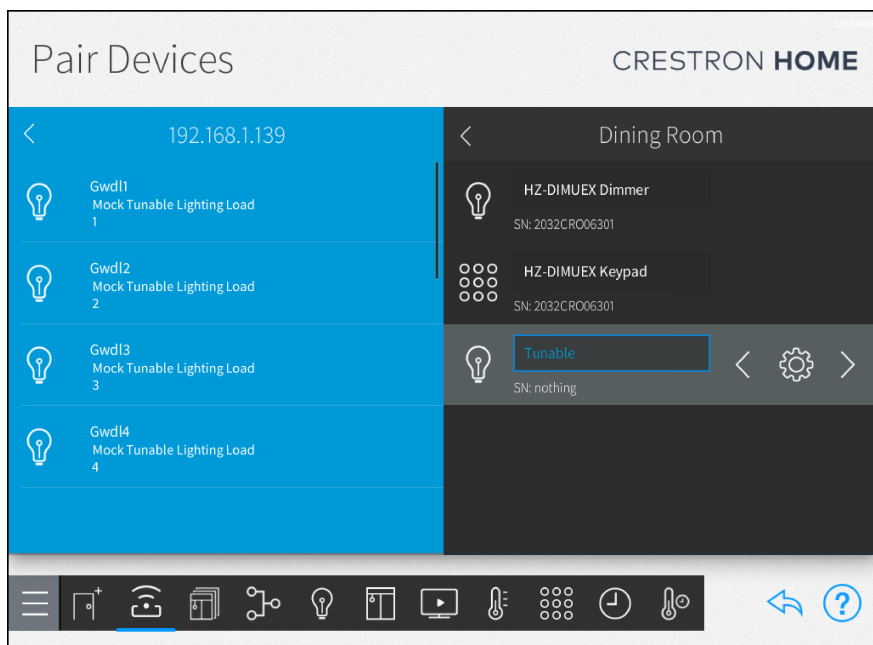 Pair Devices
CRESTRON HOME
192.168.1.139
Gwdl1
Mock Tunable Lighting Load
1
Gwdl2
Mock Tunable Lighting Load
2
Gwdl3
Mock Tunable Lighting Load
3
Gwdl4
Mock Tunable Lighting Load
4
Dining Room
HZ-DIMUEX Dimmer
SN: 2032CRO06301
HZ-DIMUEX Keypad
SN: 2032CRO06301
Tunable
SN: nothing
?